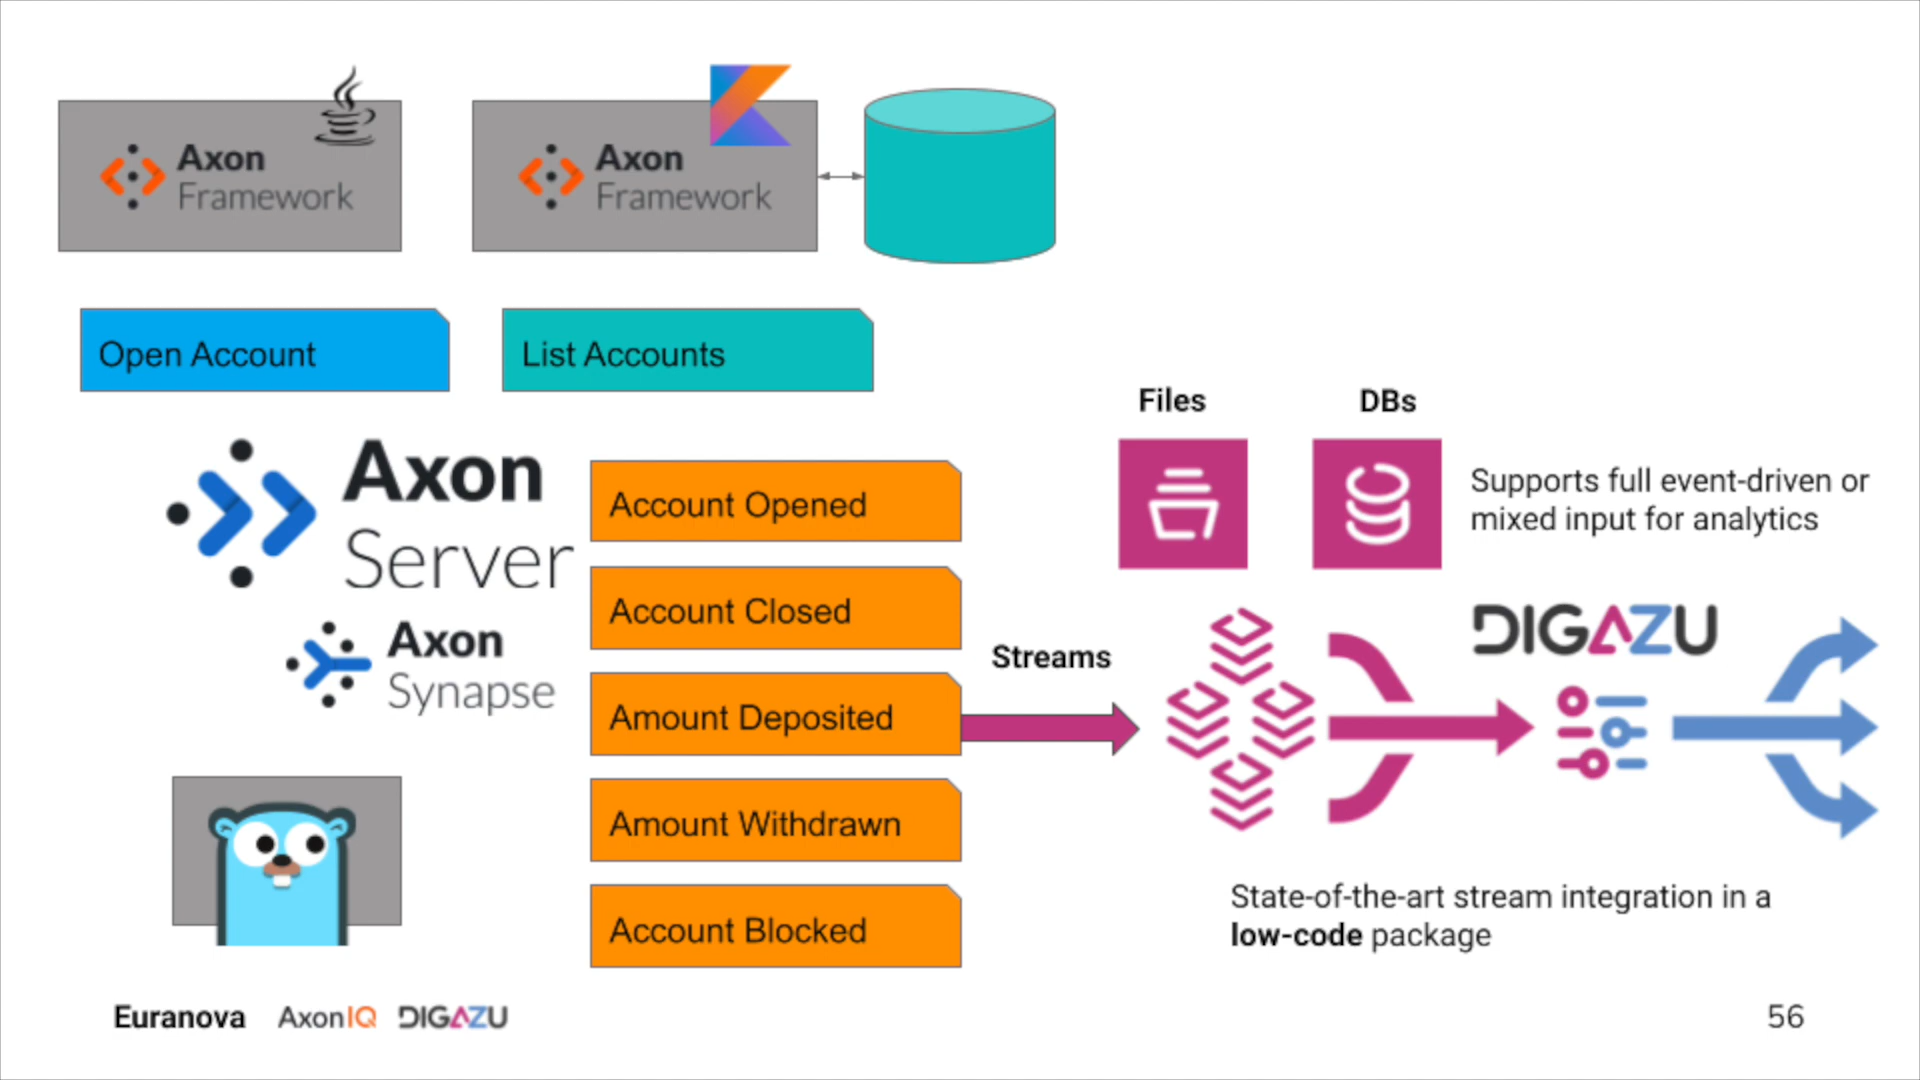 Axon
Framework
Axon
Framework
Open Account
List Accounts
Files
DBs
Axon
Server
Account Opened
Supports full event-driven or
mixed input for analytics
Account Closed
Axon
Synapse
Streams
DIGAZU
Amount Deposited
Amount Withdrawn
Account Blocked
State-of-the-art stream integration in a
low-code package
Euranova
AxonIQ
DIGAZU
56